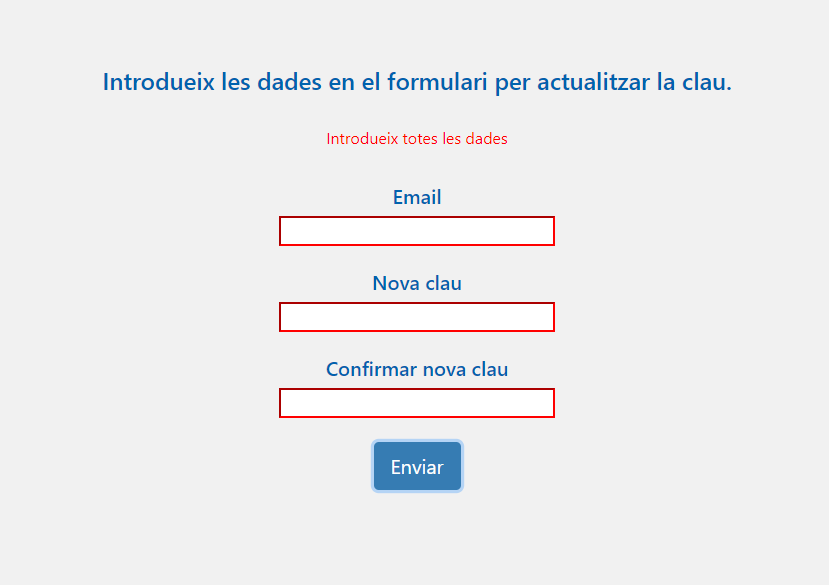 Introdueix les dades en el formulari per actualitzar la clau.
Introdueix totes les dades
Email
Nova clau
Confirmar nova clau
Enviar